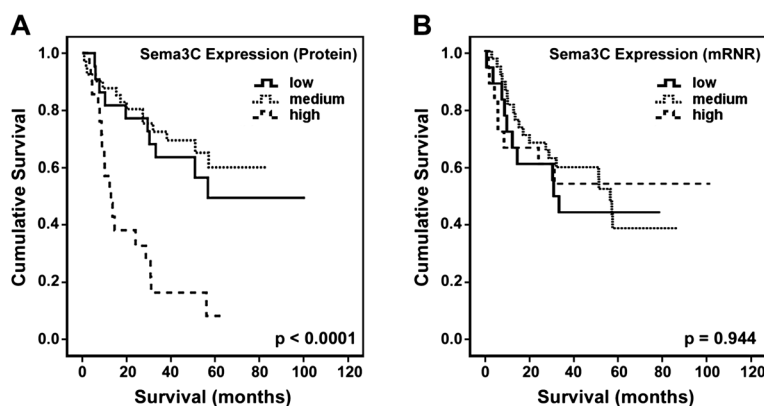 A
Sema3C Expression (Protein)
low
medium
high
Cumulative Survival
1.0
0.8
0.6
0.4
0.2
0.0
p < 0.0001
0 20 40 60 80 100 120
Survival (months)
B
Sema3C Expression (mRNR)
low
medium
high
Cumulative Survival
1.0
0.8
0.6
0.4
0.2
0.0
p = 0.944
0 20 40 60 80 100 120
Survival (months)